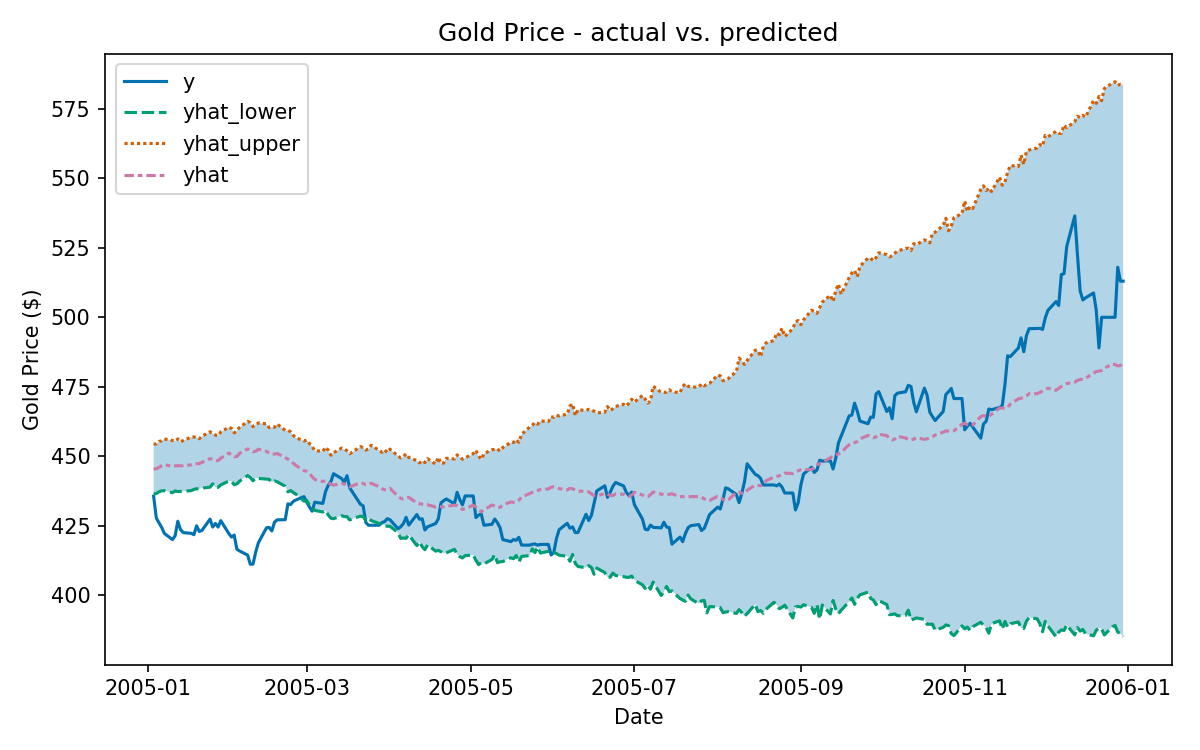 Gold Price - actual vs. predicted
y
yhat_lower
yhat_upper
yhat
575
550
525
500
475
450
425
400
Gold Price ($)
2005-01 2005-03 2005-05 2005-07 2005-09 2005-11 2006-01
Date